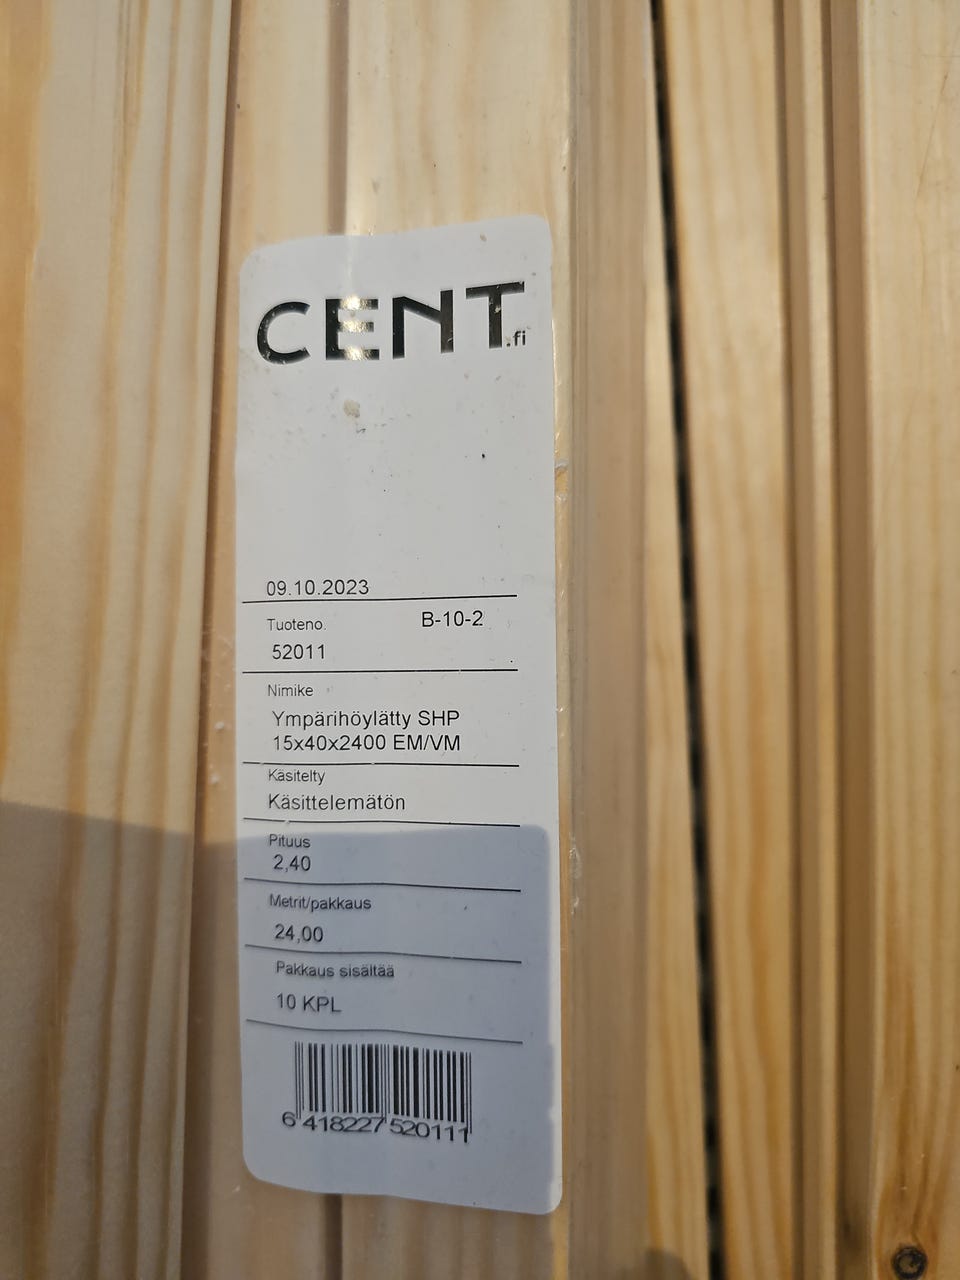 CENT.fi
09.10.2023
Tuoteno. B-10-2
52011
Nimike
Ympärihöylätty SHP
15x40x2400 EM/VM
Käsitelty
Käsittelemätön
Pituus
2,40
Metrit/pakkaus
24,00
Pakkaus sisältää
10 KPL
6 418227 520111